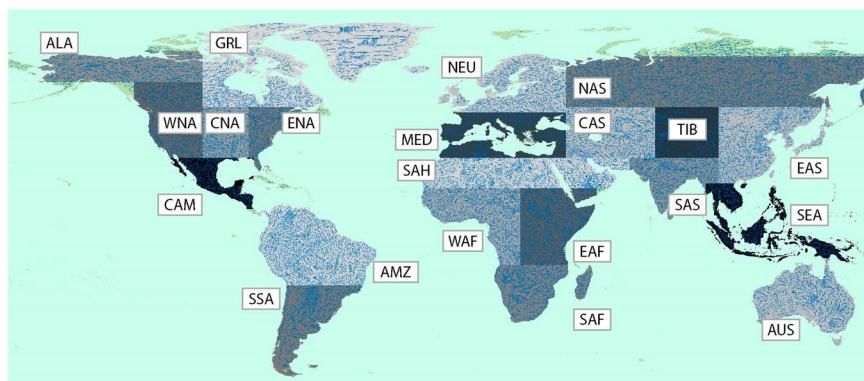 ALA
GRL
NEU
NAS
WNA
CNA
ENA
MED
CAS
TIB
SAH
EAS
CAM
SAS
SEA
WAF
EAF
AMZ
SSA
SAF
AUS